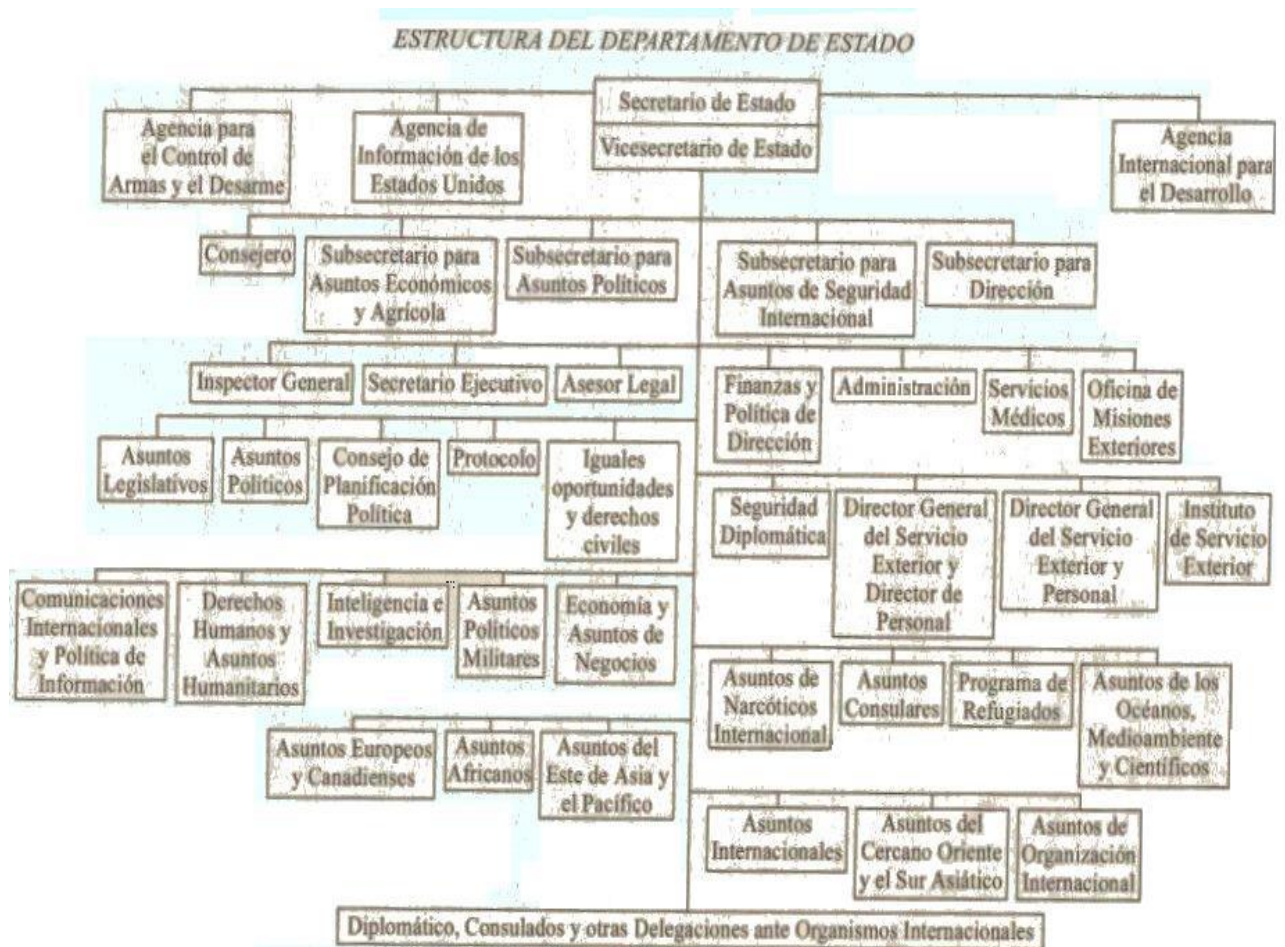 ESTRUCTURA DEL DEPARTAMENTO DE ESTADO
Secretario de Estado
Vicesecretario de Estado
Agencia para
el Control de
Armas y el Desarme
Agencia de
Información de los
Estados Unidos
Agencia
Internacional para
el Desarrollo
Consejero
Subsecretario para
Asuntos Económicos
y Agrícola
Subsecretario para
Asuntos Políticos
Subsecretario para
Asuntos de Seguridad
Internacional
Subsecretario para
Dirección
Inspector General
Secretario Ejecutivo
Asesor Legal
Finanzas y
Política de
Dirección
Administración
Servicios
Médicos
Oficina de
Misiones
Exteriores
Asuntos
Legislativos
Asuntos
Políticos
Consejo de
Planificación
Política
Protocolo
Iguales
oportunidades
y derechos
civiles
Seguridad
Diplomática
Director General
del Servicio
Exterior y
Director de
Personal
Director General
del Servicio
Exterior y
Personal
Instituto
de Servicio
Exterior
Comunicaciones
Internacionales
y Política de
Información
Derechos
Humanos y
Asuntos
Humanitarios
Inteligencia e
Investigación
Asuntos
Políticos
Militares
Economía y
Asuntos de
Negocios
Asuntos de
Narcóticos
Internacional
Asuntos
Consulares
Programa de
Refugiados
Asuntos de los
Océanos,
Medioambiente
y Científicos
Asuntos Europeos
y Canadienses
Asuntos
Africanos
Asuntos del
Este de Asia y
el Pacífico
Asuntos
Internacionales
Asuntos del
Cercano Oriente
y el Sur Asiático
Asuntos de
Organización
Internacional
Diplomático, Consulados y otras Delegaciones ante Organismos Internacionales